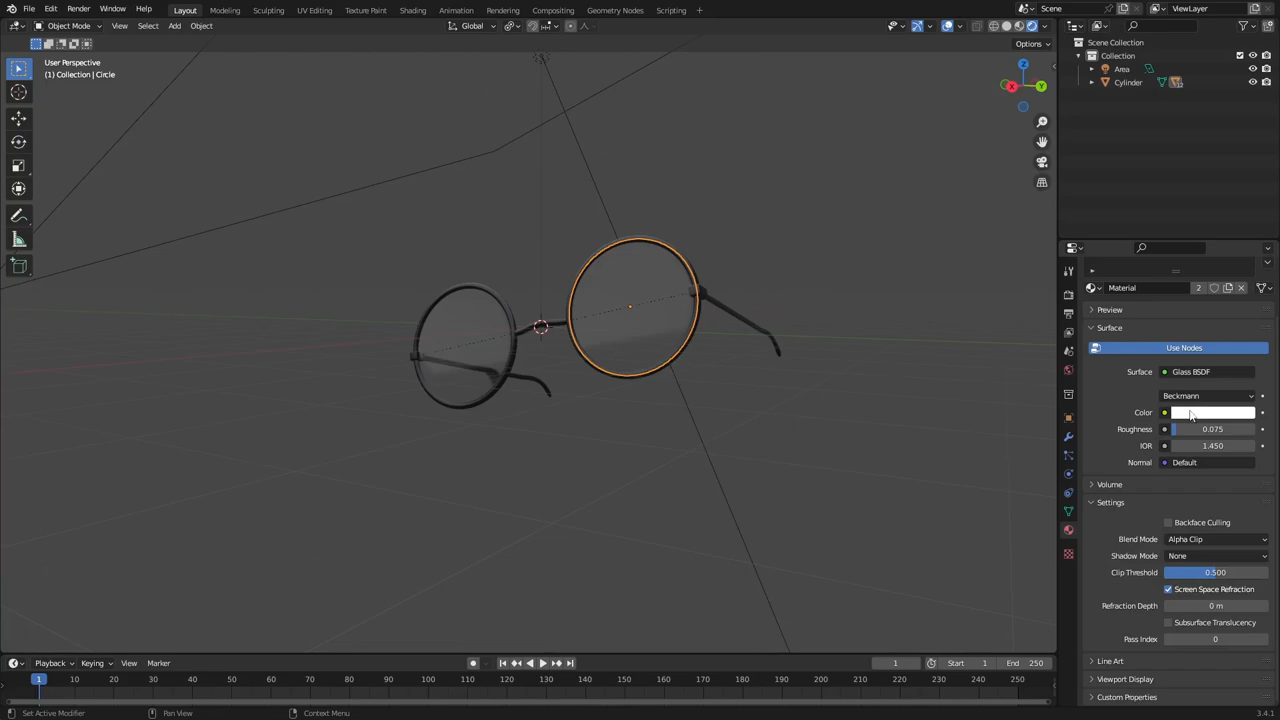 File Edit Render Window Help Layout Modeling Sculpting UV Editing Texture Paint Shading Animation Rendering Compositing Geometry Nodes Scripting Scene ViewLayer
Object Mode View Select Add Object Global
Options
User Perspective
(1) Collection | Circle
Z
X
Y
Scene Collection
Collection
Area
Cylinder
Material 2
Preview
Surface
Use Nodes
Surface Glass BSDF
Beckmann
Color
Roughness 0.075
IOR 1.450
Normal Default
Volume
Settings
Backface Culling
Blend Mode Alpha Clip
Shadow Mode None
Clip Threshold 0.500
Screen Space Refraction
Refraction Depth 0 m
Subsurface Translucency
Pass Index 0
Line Art
Viewport Display
Custom Properties
Playback Keying View Marker 1 Start 1 End 250
1 10 20 30 40 50 60 70 80 90 100 110 120 130 140 150 160 170 180 190 200 210 220 230 240 250
Set Active Modifier Pan View Context Menu 3.4.1